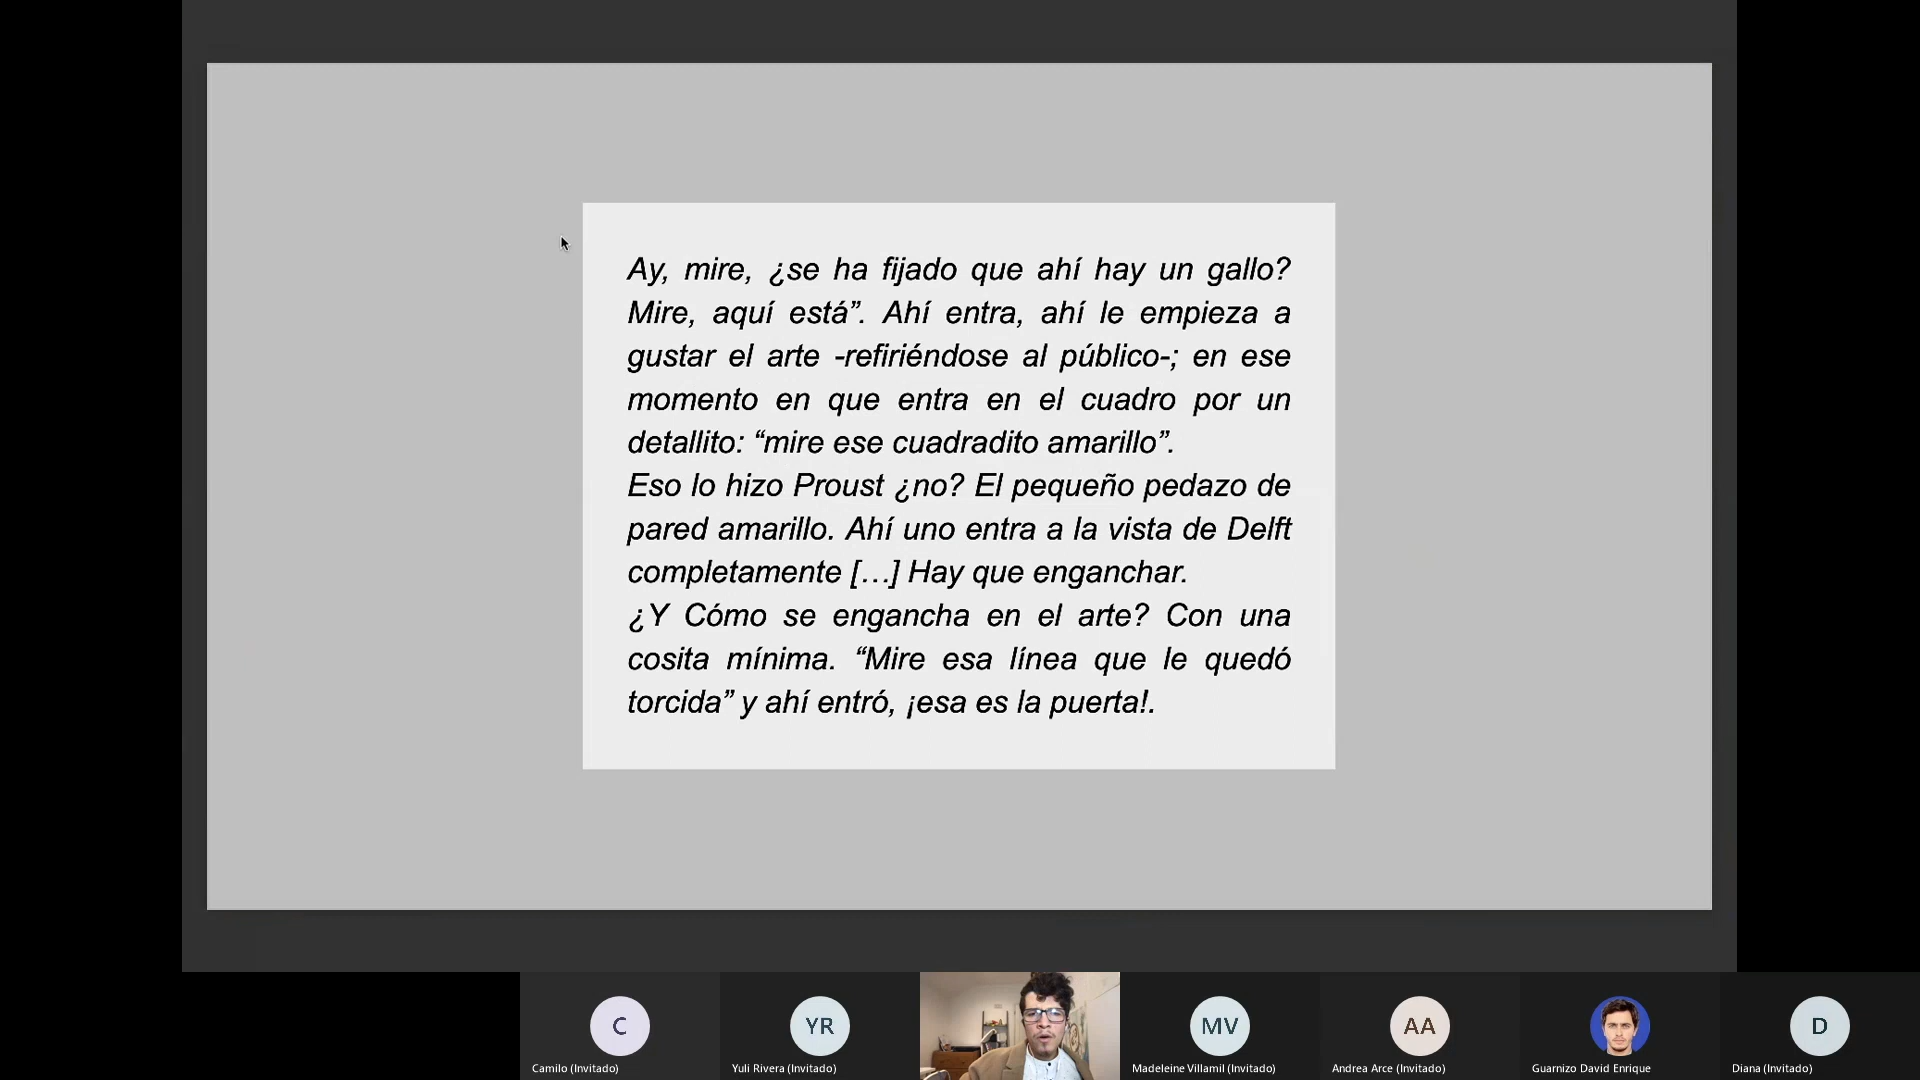 Ay, mire, ¿se ha fijado que ahí hay un gallo?
Mire, aquí está”. Ahí entra, ahí le empieza a
gustar el arte -refiriéndose al público-; en ese
momento en que entra en el cuadro por un
detallito: “mire ese cuadradito amarillo”.
Eso lo hizo Proust ¿no? El pequeño pedazo de
pared amarillo. Ahí uno entra a la vista de Delft
completamente […] Hay que enganchar.
¿Y Cómo se engancha en el arte? Con una
cosita mínima. “Mire esa línea que le quedó
torcida” y ahí entró, ¡esa es la puerta!.
C
YR
MV
AA
D
Camilo (Invitado)
Yuli Rivera (Invitado)
Madeleine Villamil (Invitado)
Andrea Arce (Invitado)
Guarnizo David Enrique
Diana (Invitado)